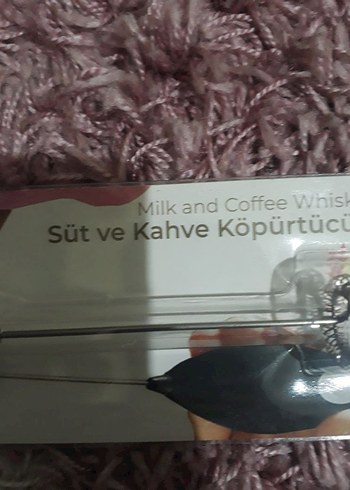 Milk and Coffee Whisk
Süt ve Kahve Köpürtücü